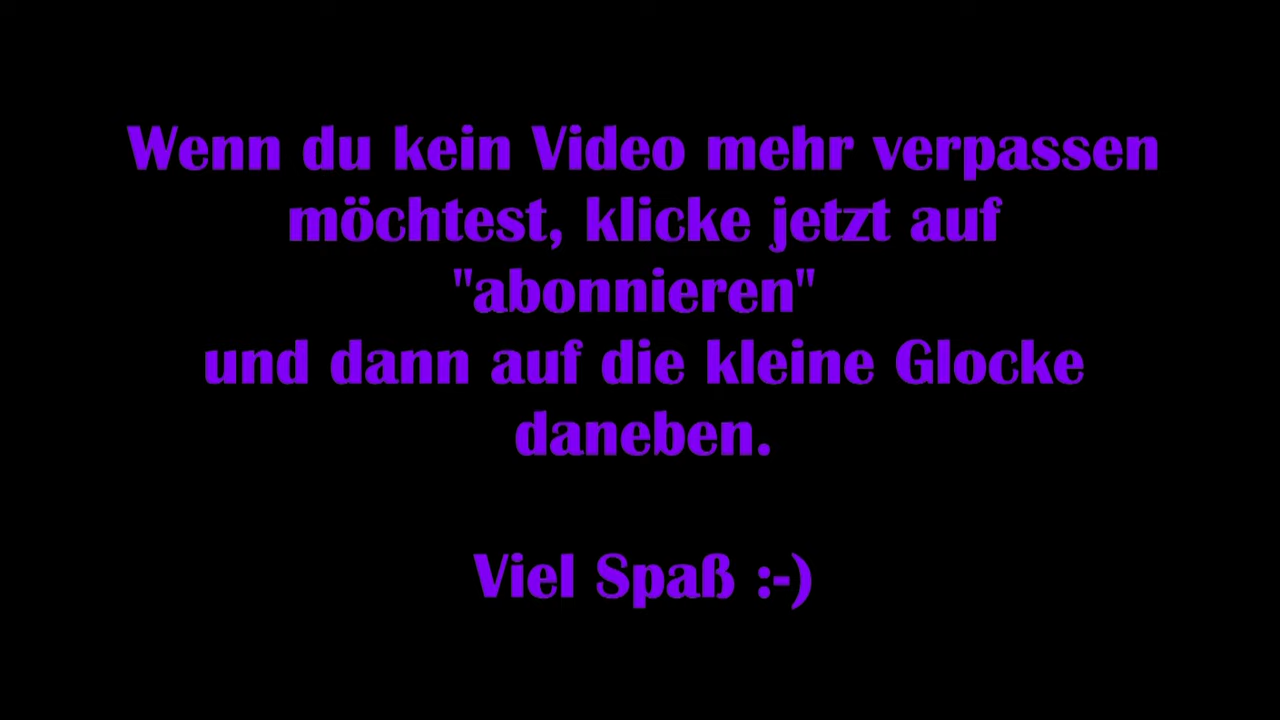 Wenn du kein Video mehr verpassen
möchtest, klicke jetzt auf
"abonnieren"
und dann auf die kleine Glocke
daneben.
Viel Spaß :-)